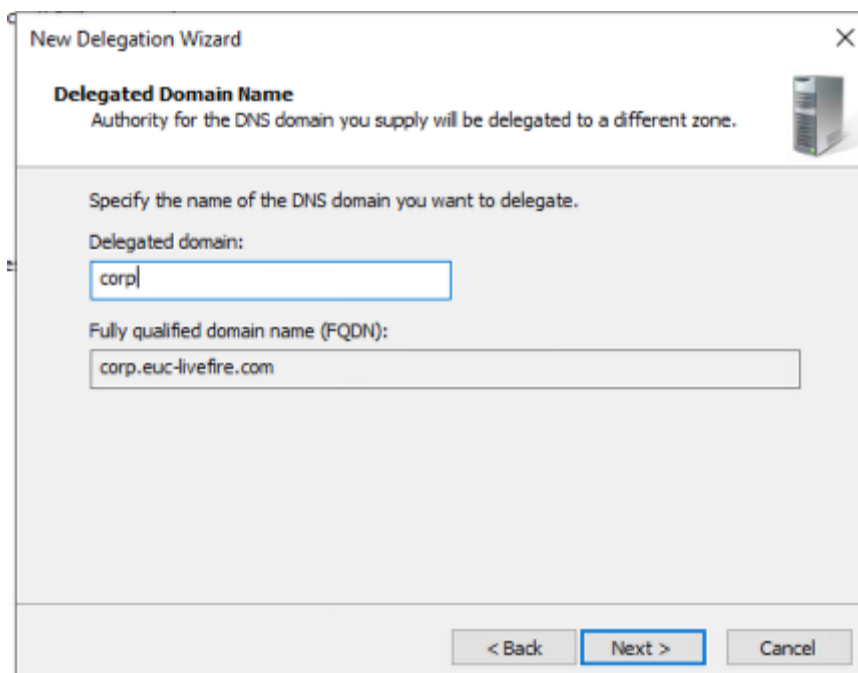 New Delegation Wizard
Delegated Domain Name
Authority for the DNS domain you supply will be delegated to a different zone.
Specify the name of the DNS domain you want to delegate.
Delegated domain:
corp
Fully qualified domain name (FQDN):
corp.euc-livefire.com
< Back
Next >
Cancel